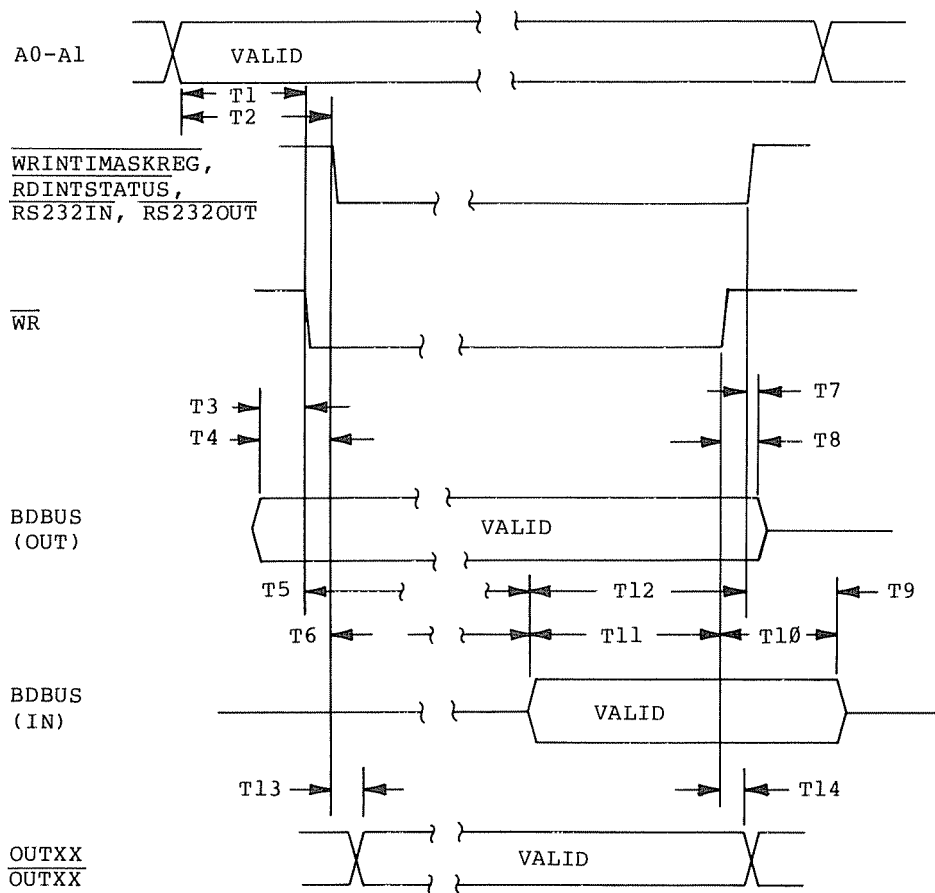 A0-A1
VALID
T1
T2
WRINTIMASKREG,
RDINTSTATUS,
RS232IN, RS232OUT
WR
T7
T3
T4
T8
BDBUS
(OUT)
VALID
T5
T12
T9
T6
T11
T10
BDBUS
(IN)
VALID
T13
T14
OUTXX
OUTXX
VALID